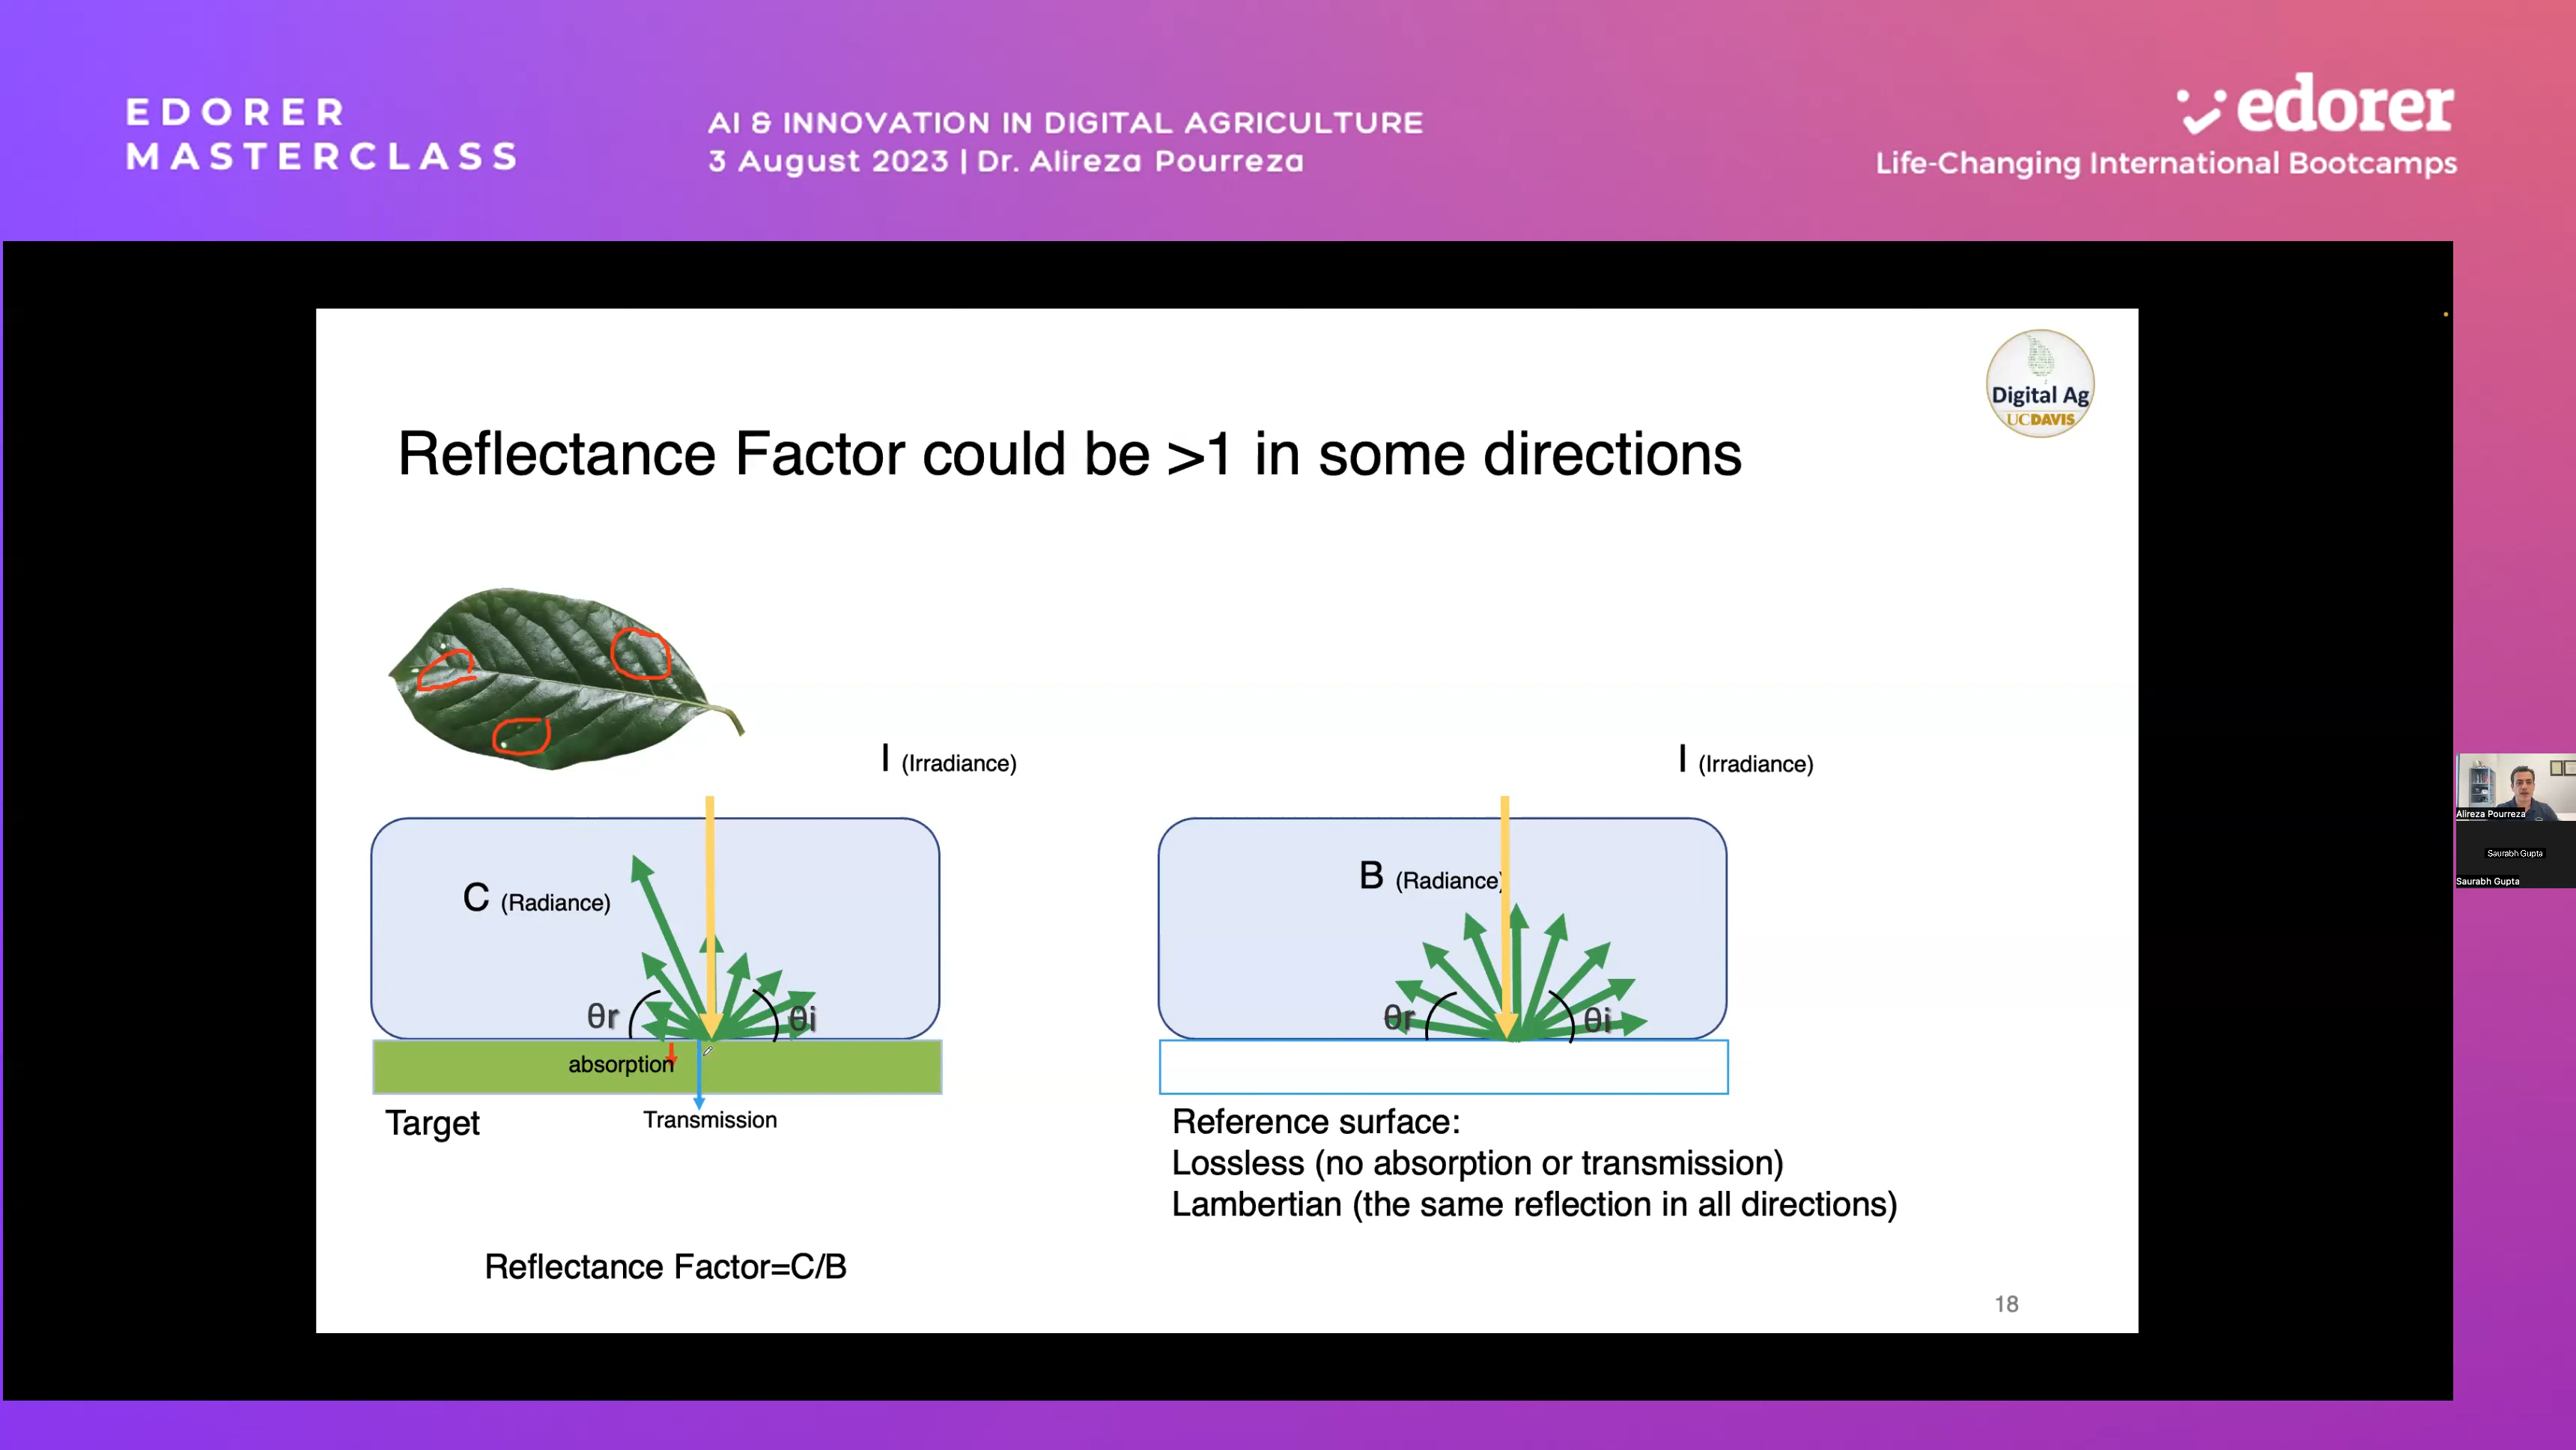 EDORER
MASTERCLASS
AI & INNOVATION IN DIGITAL AGRICULTURE
3 August 2023 | Dr. Alireza Pourreza
edorer
Life-Changing International Bootcamps
Digital Ag
UCDAVIS
Reflectance Factor could be >1 in some directions
I (Irradiance)
I (Irradiance)
C (Radiance)
B (Radiance)
θr
θi
θr
θi
absorption
Target
Transmission
Reference surface:
Lossless (no absorption or transmission)
Lambertian (the same reflection in all directions)
Reflectance Factor=C/B
18
Alireza Pourreza
Saurabh Gupta
Saurabh Gupta